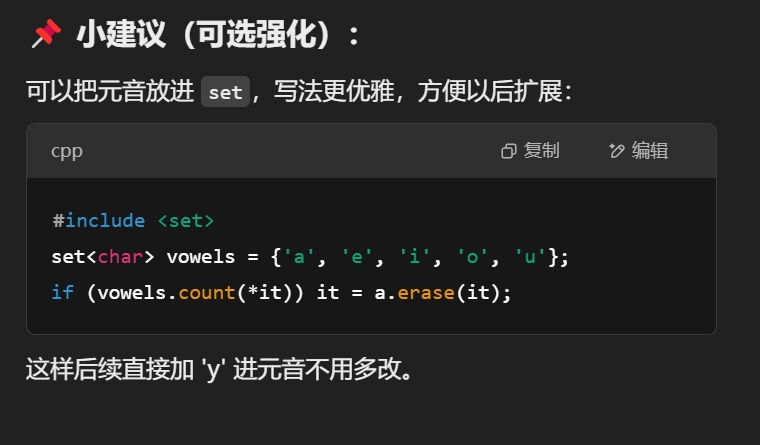 📌 小建议（可选强化）：
可以把元音放进 set，写法更优雅，方便以后扩展：
cpp 复制 编辑
#include <set>
set<char> vowels = {'a', 'e', 'i', 'o', 'u'};
if (vowels.count(*it)) it = a.erase(it);
这样后续直接加 'y' 进元音不用多改。